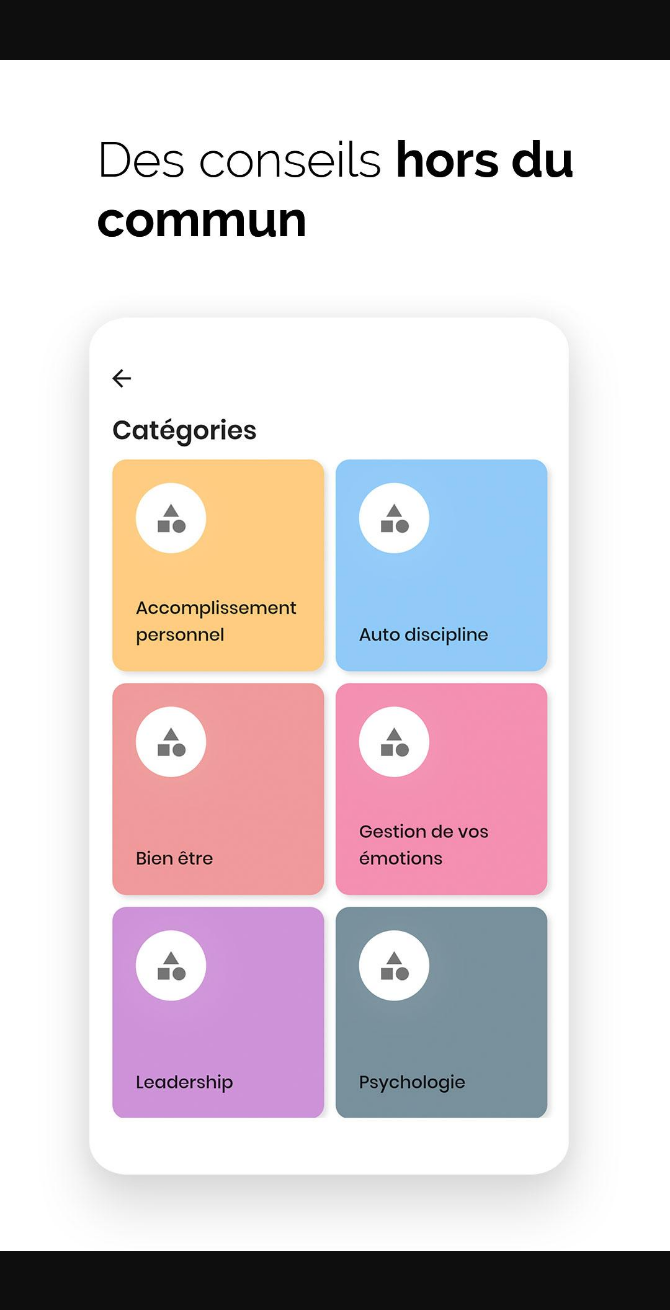 Des conseils hors du
commun
Catégories
Accomplissement
personnel
Auto discipline
Bien être
Gestion de vos
émotions
Leadership
Psychologie